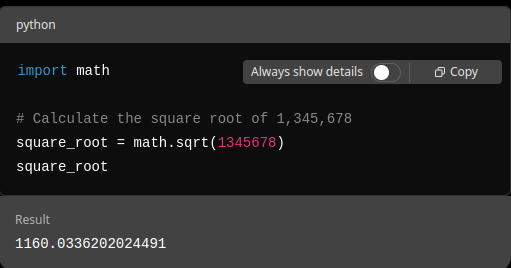 python
import math
Always show details
Copy
# Calculate the square root of 1,345,678
square_root = math.sqrt(1345678)
square_root
Result
1160.0336202024491